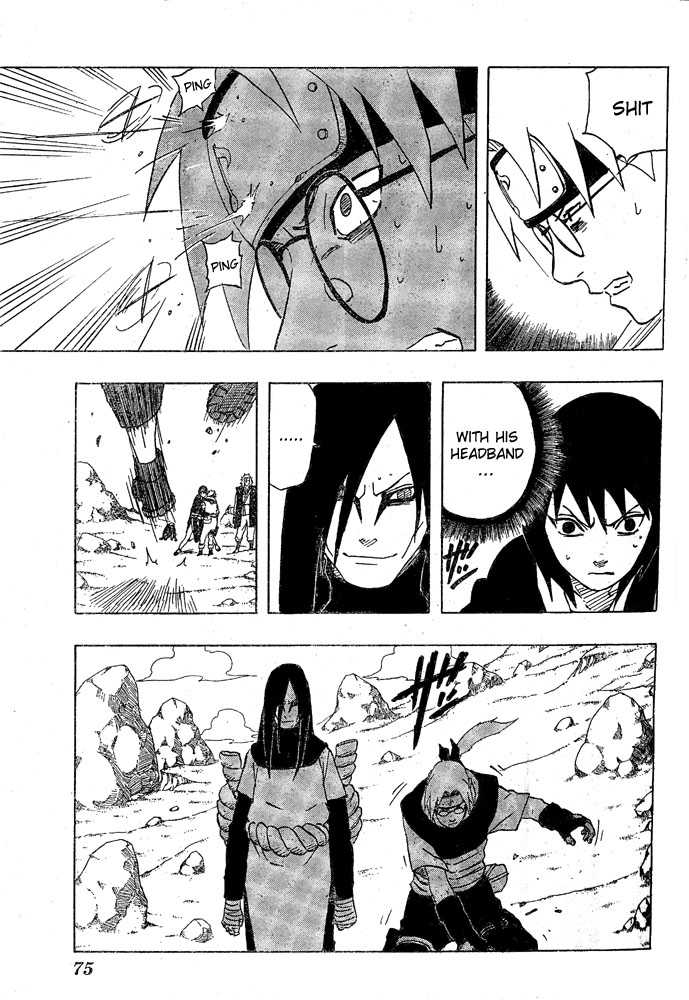 SHIT
PING
PING
WITH HIS
HEADBAND
...
.....
75